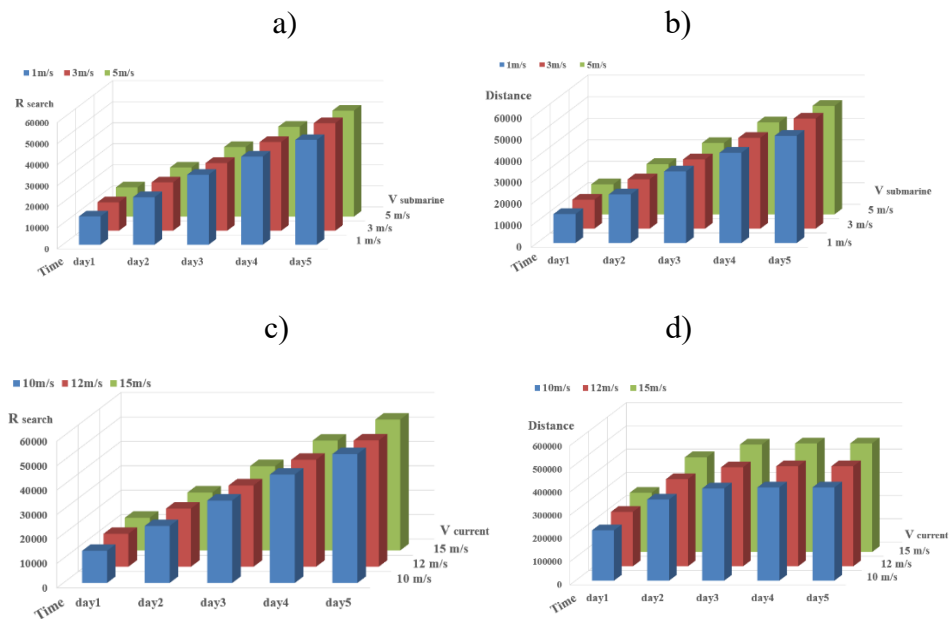 a)
b)
1m/s 3m/s 5m/s
1m/s 3m/s 5m/s
R search
Distance
60000
50000
40000
30000
20000
10000
0
60000
50000
40000
30000
20000
10000
0
V submarine
5 m/s
3 m/s
1 m/s
V submarine
5 m/s
3 m/s
1 m/s
Time day1 day2 day3 day4 day5
Time day1 day2 day3 day4 day5
c)
d)
10m/s 12m/s 15m/s
10m/s 12m/s 15m/s
R search
Distance
60000
50000
40000
30000
20000
10000
0
600000
500000
400000
300000
200000
100000
0
V current
15 m/s
12 m/s
10 m/s
V current
15 m/s
12 m/s
10 m/s
Time day1 day2 day3 day4 day5
Time day1 day2 day3 day4 day5